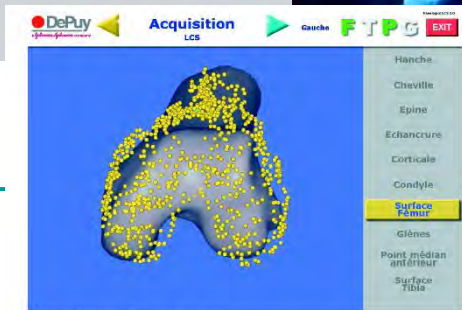 DePuy
Acquisition
LCS
Gauche
F T P G
EXIT
Hanche
Cheville
Epine
Echancrure
Corticale
Condyle
Surface
Fémur
Glènes
Point médian
antérieur
Surface
Tibia